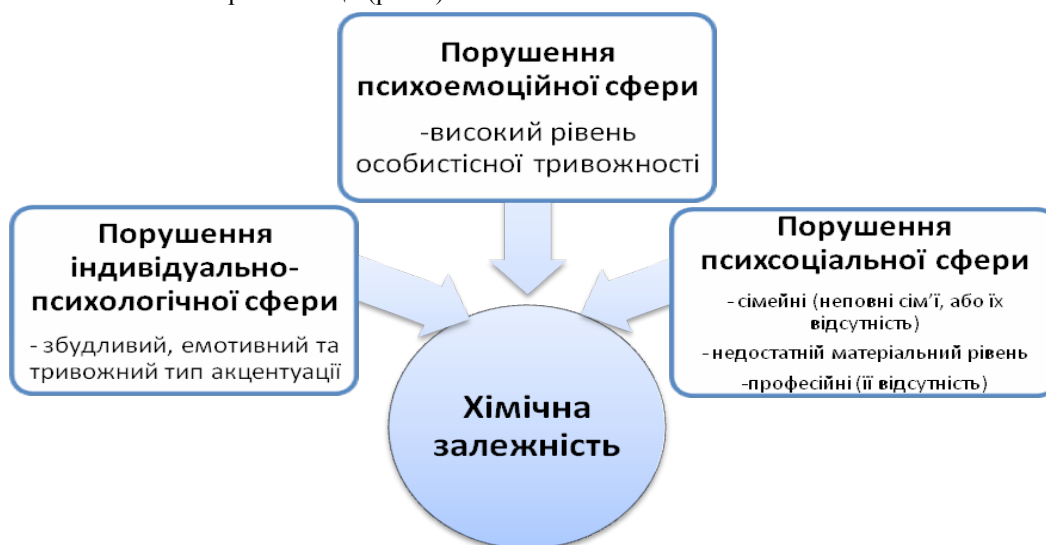 Порушення
психоемоційної сфери
-високий рівень
особистісної тривожності
Порушення
індивідуально-
психологічної сфери
- збудливий, емотивний та
тривожний тип акцентуації
Порушення
психсоціальної сфери
- сімейні (неповні сім’ї, або їх
відсутність)
-недостатній матеріальний рівень
-професійні (її відсутність)
Хімічна
залежність